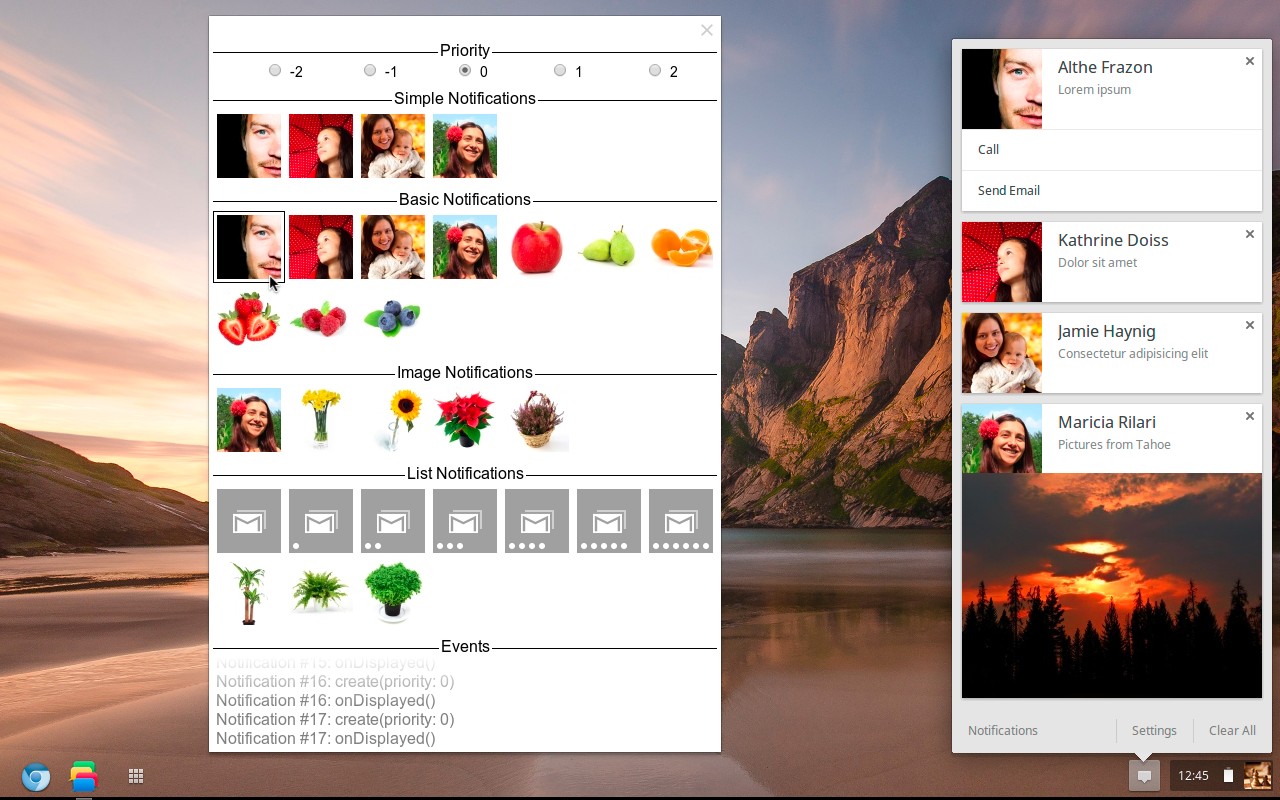 Priority
-2 -1 0 1 2
Simple Notifications
Basic Notifications
Image Notifications
List Notifications
Events
Notification #15: onDisplayed()
Notification #16: create(priority: 0)
Notification #16: onDisplayed()
Notification #17: create(priority: 0)
Notification #17: onDisplayed()
Althe Frazon
Lorem ipsum
Call
Send Email
Kathrine Doiss
Dolor sit amet
Jamie Haynig
Consectetur adipisicing elit
Maricia Rilari
Pictures from Tahoe
Notifications Settings Clear All
12:45